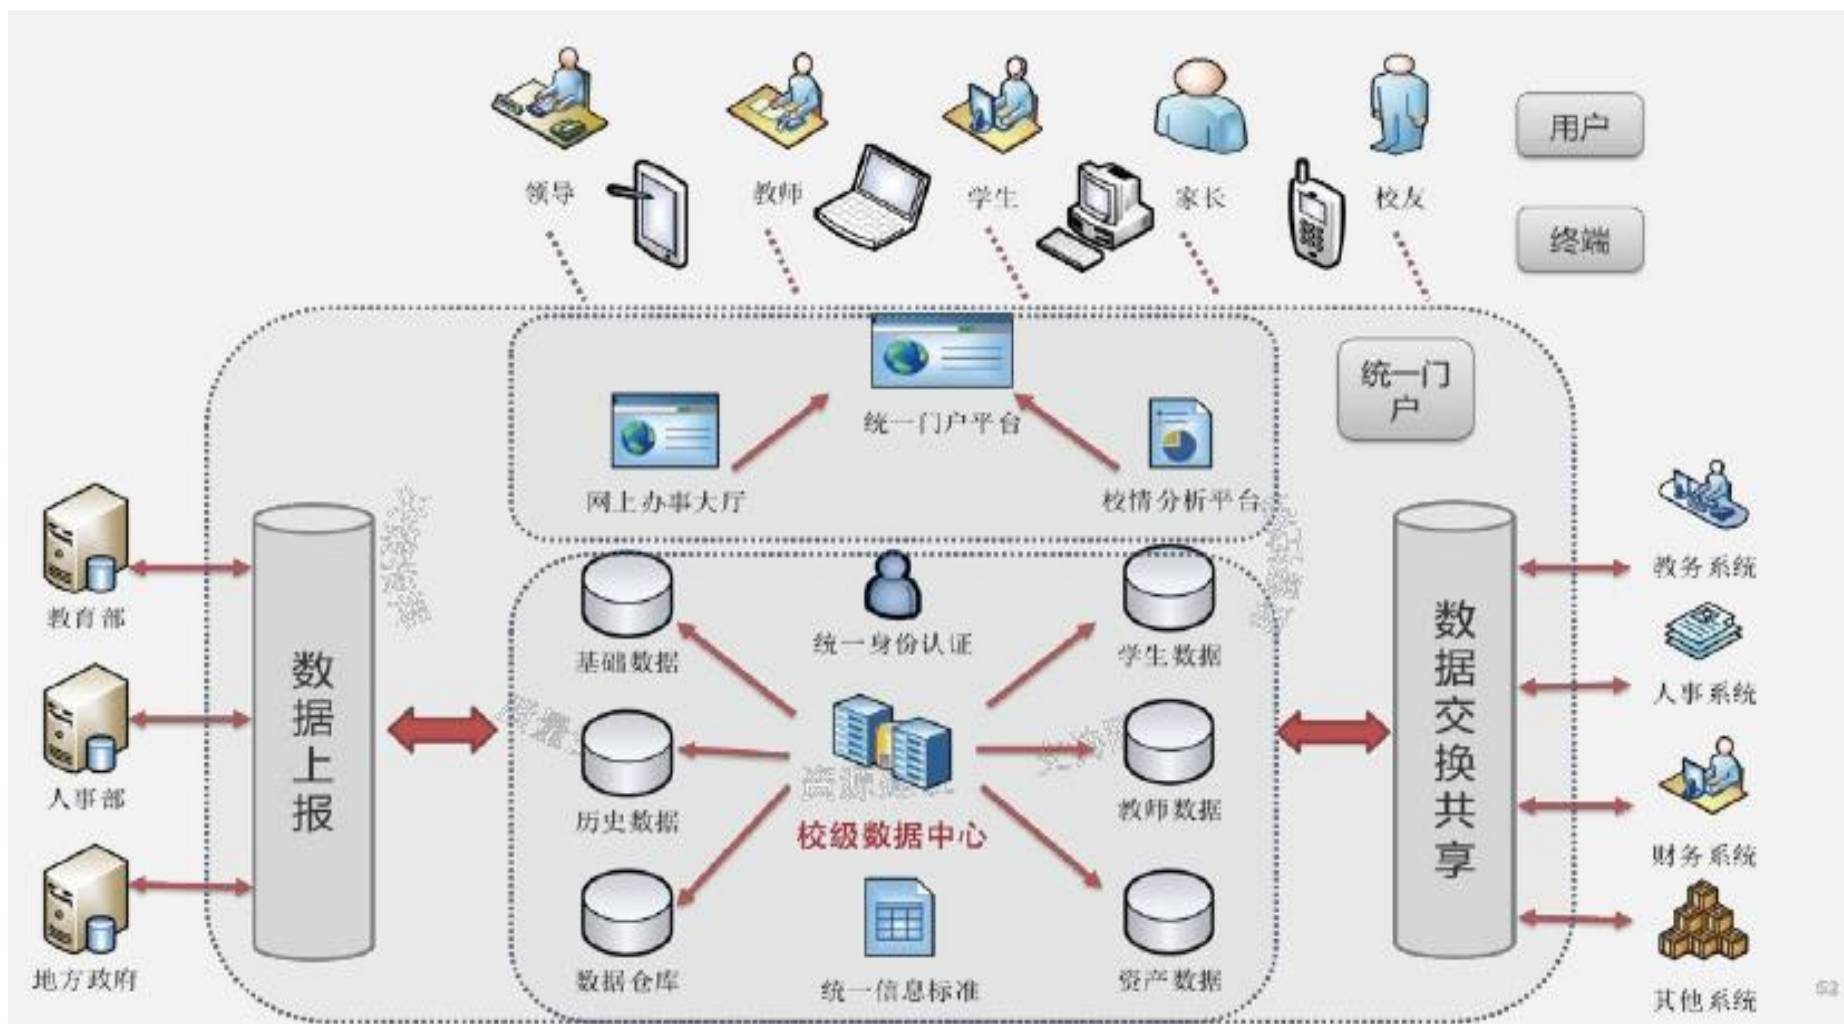 用户
领导
教师
学生
家长
校友
终端
统一门
户
统一门户平台
网上办事大厅
校情分析平台
教育部
人事部
地方政府
数据上报
基础数据
历史数据
数据仓库
统一身份认证
校级数据中心
统一信息标准
学生数据
教师数据
资产数据
数据交换共享
教务系统
人事系统
财务系统
其他系统
52